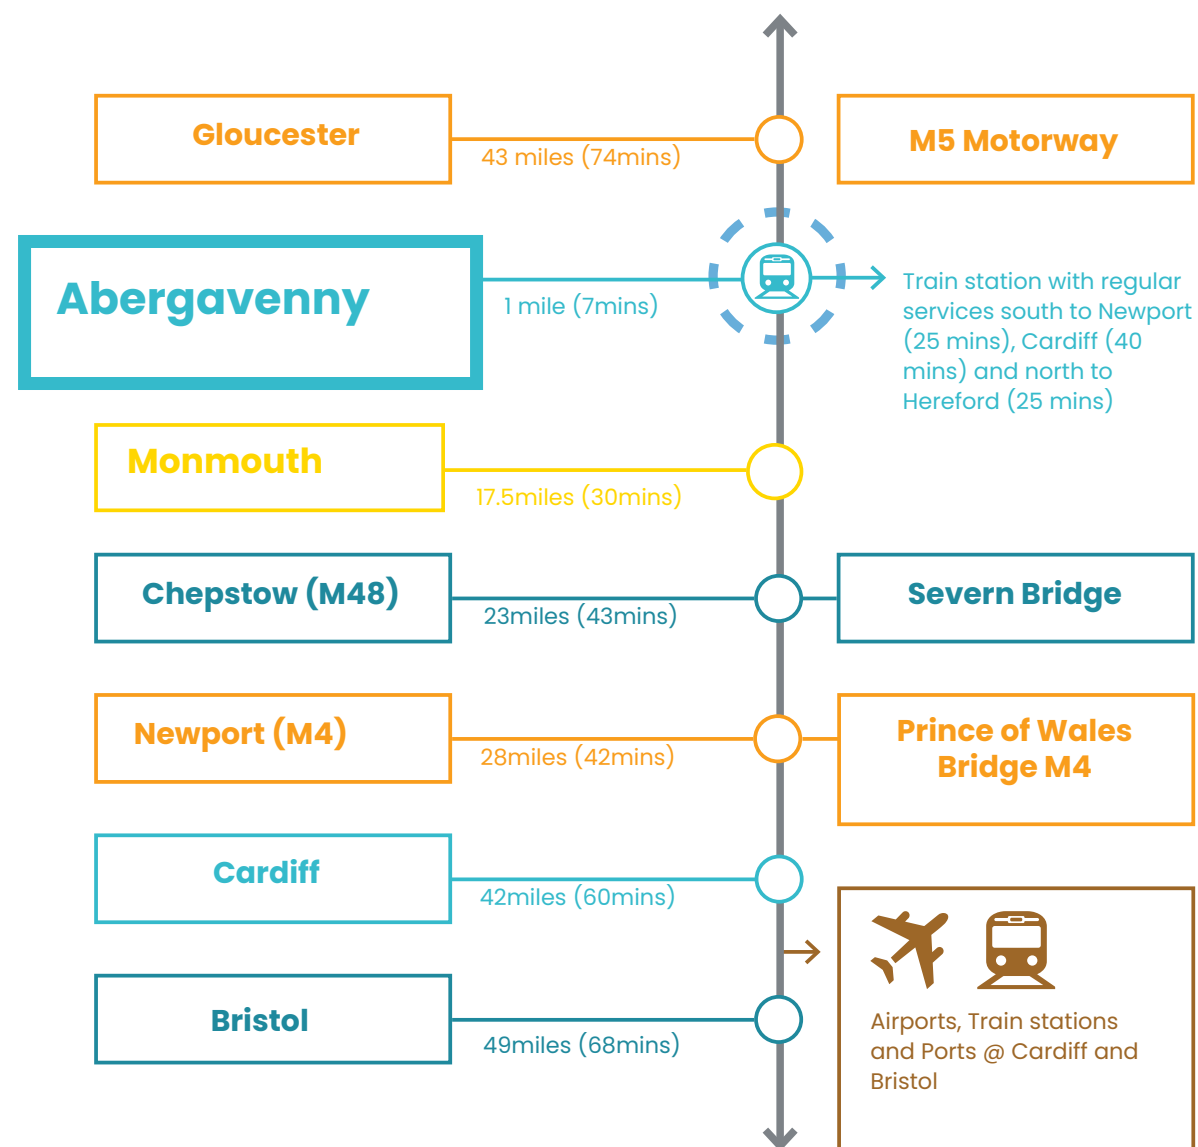 Gloucester
43 miles (74mins)
M5 Motorway
Abergavenny
1 mile (7mins)
Train station with regular
services south to Newport
(25 mins), Cardiff (40
mins) and north to
Hereford (25 mins)
Monmouth
17.5miles (30mins)
Chepstow (M48)
23miles (43mins)
Severn Bridge
Newport (M4)
28miles (42mins)
Prince of Wales
Bridge M4
Cardiff
42miles (60mins)
Bristol
49miles (68mins)
Airports, Train stations
and Ports @ Cardiff and
Bristol